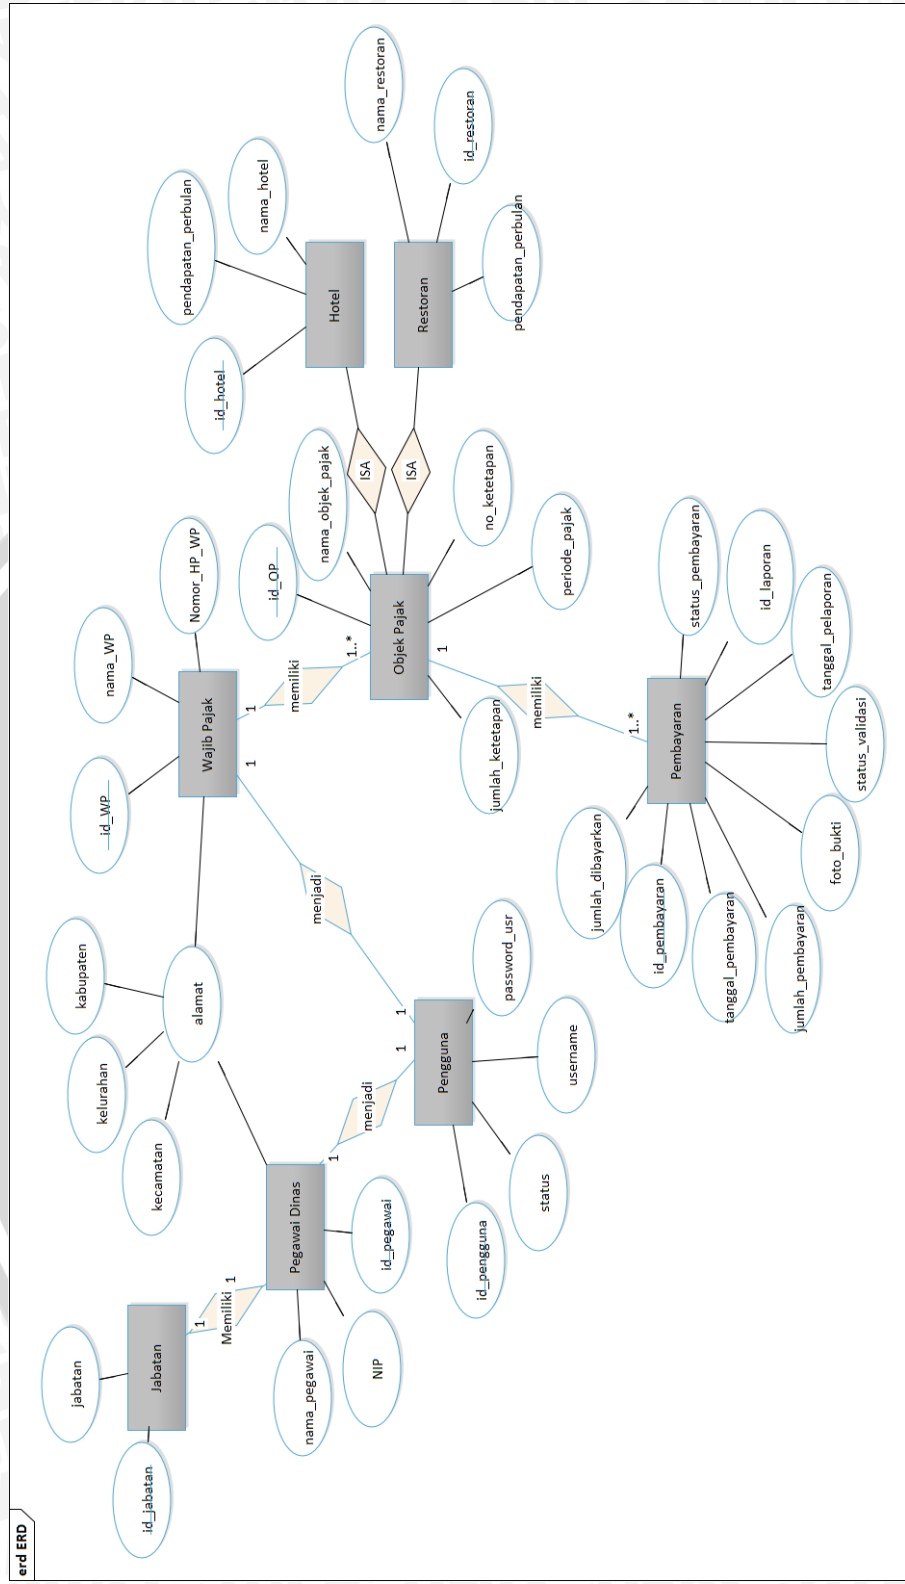 erd ERD
jabatan
id_jabatan
Jabatan
1
Memiliki
1
nama_pegawai
NIP
id_pegawai
Pegawai Dinas
kecamatan
kelurahan
kabupaten
alamat
1
menjadi
1
id_pengguna
status
username
password_usr
Pengguna
1
menjadi
1
id_WP
nama_WP
Nomor_HP_WP
Wajib Pajak
1
memiliki
1..*
id_OP
nama_objek_pajak
jumlah_ketetapan
no_ketetapan
periode_pajak
Objek Pajak
1
memiliki
1..*
jumlah_dibayarkan
id_pembayaran
tanggal_pembayaran
jumlah_pembayaran
foto_bukti
status_validasi
tanggal_pelaporan
id_laporan
status_pembayaran
Pembayaran
ISA
ISA
id_hotel
pendapatan_perbulan
nama_hotel
Hotel
nama_restoran
id_restoran
pendapatan_perbulan
Restoran